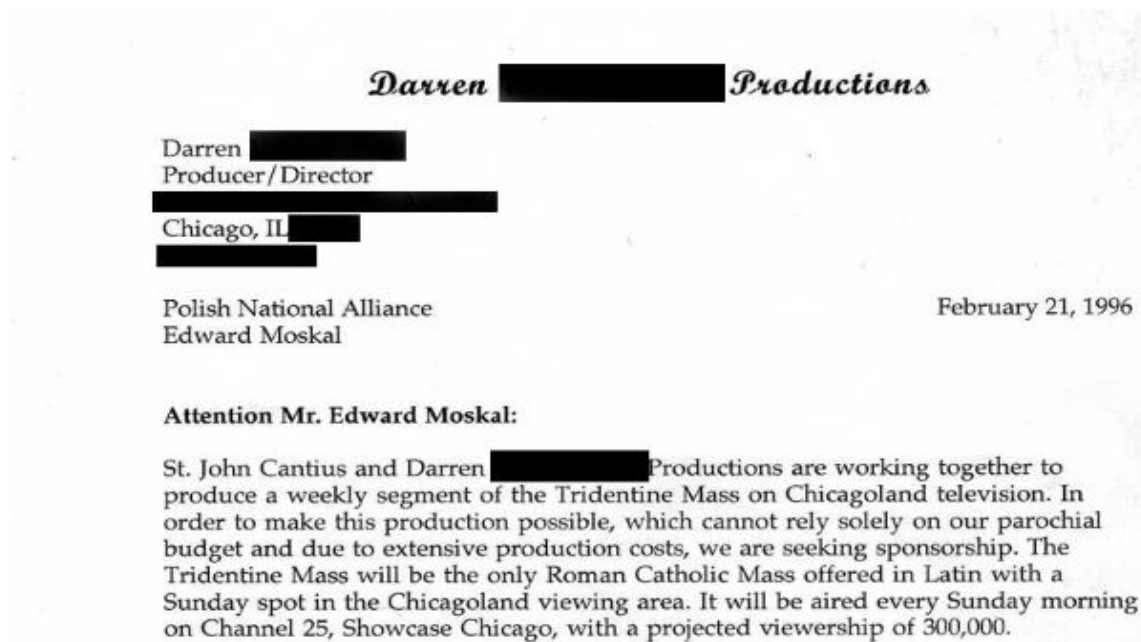 Darren Productions
Darren
Producer/Director
Chicago, IL
Polish National Alliance February 21, 1996
Edward Moskal
Attention Mr. Edward Moskal:
St. John Cantius and Darren Productions are working together to
produce a weekly segment of the Tridentine Mass on Chicagoland television. In
order to make this production possible, which cannot rely solely on our parochial
budget and due to extensive production costs, we are seeking sponsorship. The
Tridentine Mass will be the only Roman Catholic Mass offered in Latin with a
Sunday spot in the Chicagoland viewing area. It will be aired every Sunday morning
on Channel 25, Showcase Chicago, with a projected viewership of 300,000.